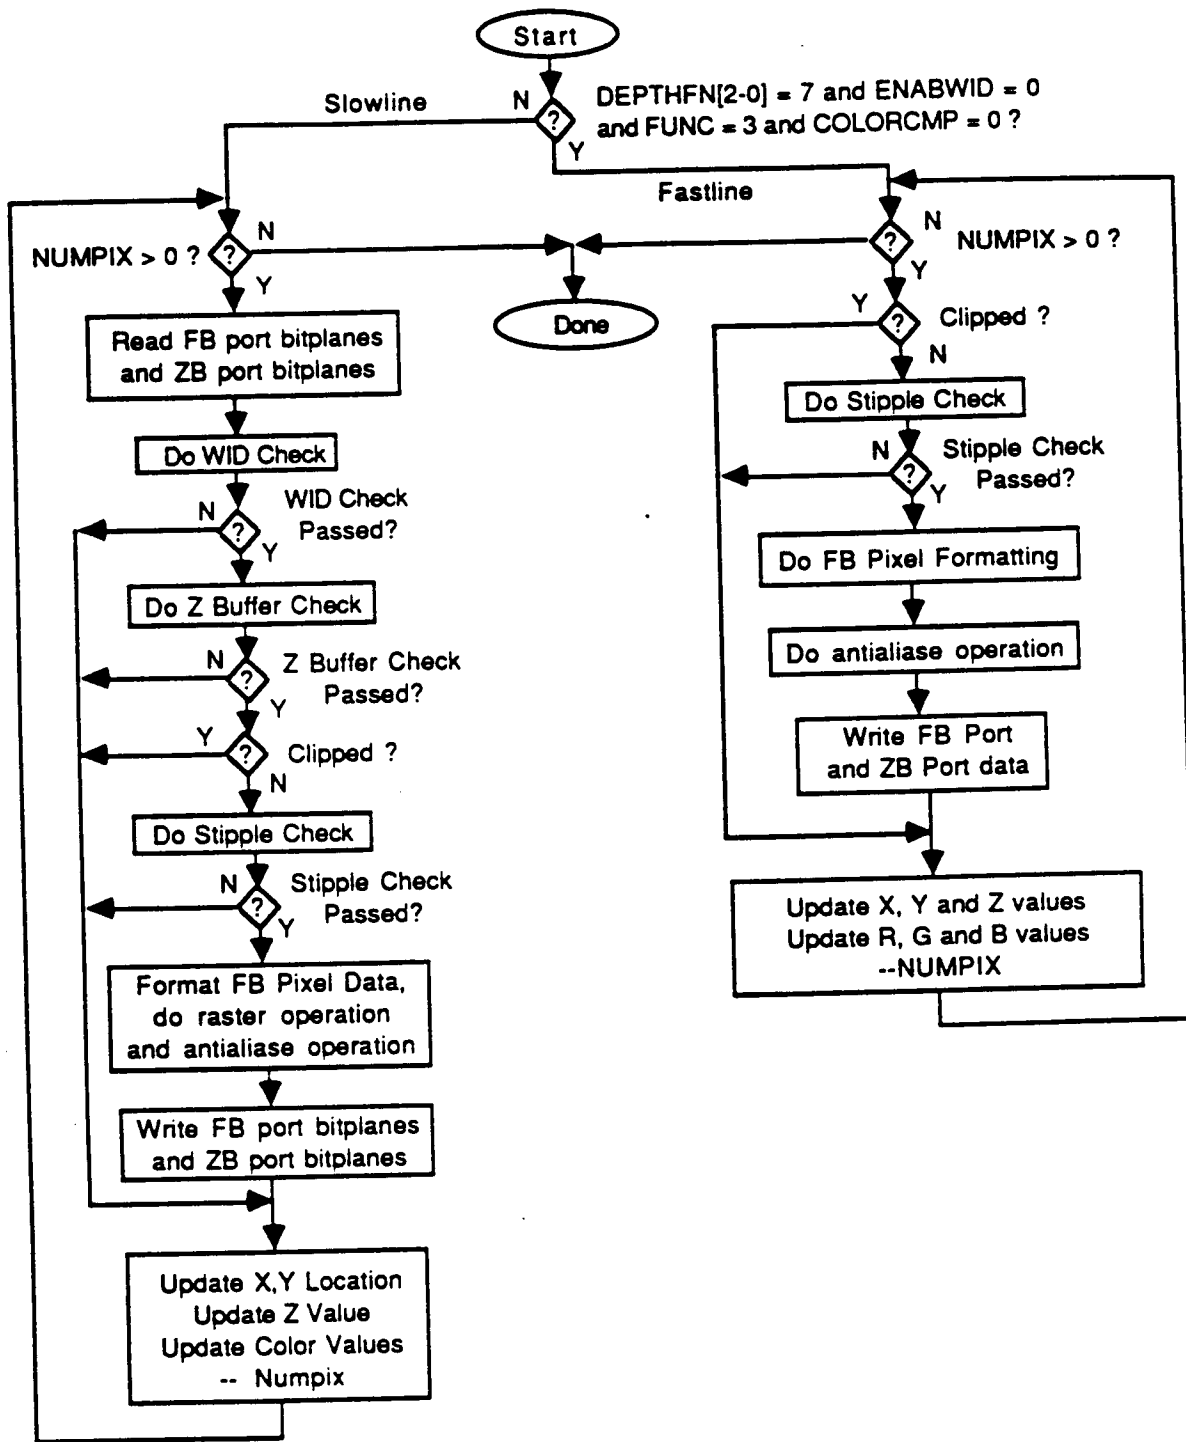 Start
DEPTHFN[2-0] = 7 and ENABWID = 0
and FUNC = 3 and COLORCMP = 0 ?
N
?
Y
Slowline
Fastline
NUMPIX > 0 ?
?
N
Y
Read FB port bitplanes
and ZB port bitplanes
Do WID Check
WID Check
Passed?
N
?
Y
Do Z Buffer Check
N
?
Z Buffer Check
Passed?
Y
Y
?
Clipped ?
N
Do Stipple Check
N
?
Stipple Check
Passed?
Y
Format FB Pixel Data,
do raster operation
and antialiase operation
Write FB port bitplanes
and ZB port bitplanes
Update X,Y Location
Update Z Value
Update Color Values
-- Numpix
Done
N
?
NUMPIX > 0 ?
Y
Y
?
Clipped ?
N
Do Stipple Check
N
?
Stipple Check
Passed?
Y
Do FB Pixel Formatting
Do antialiase operation
Write FB Port
and ZB Port data
Update X, Y and Z values
Update R, G and B values
--NUMPIX